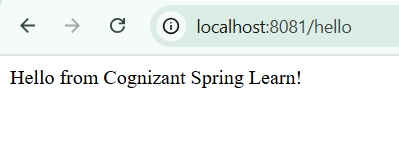 localhost:8081/hello
Hello from Cognizant Spring Learn!